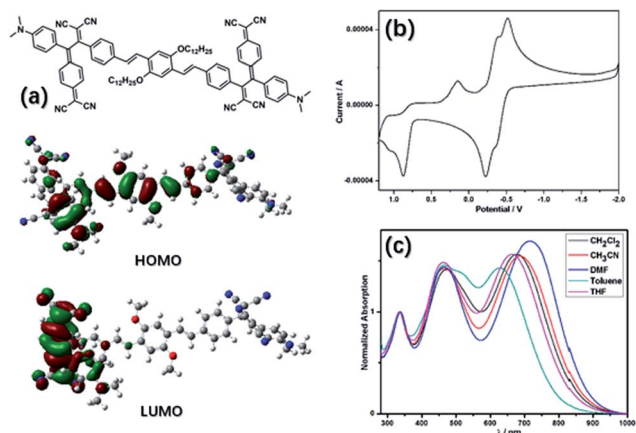 (a)
NC CN
NC CN
N
OC12H25
C12H25O
N
NC CN
NC CN
HOMO
LUMO
(b)
0.00004
0.00000
-0.00004
Current / A
1.0 0.5 0.0 -0.5 -1.0 -1.5 -2.0
Potential / V
(c)
CH2Cl2
CH3CN
DMF
Toluene
THF
Normalized Absorption
1
0
300 400 500 600 700 800 900 1000
λ / nm